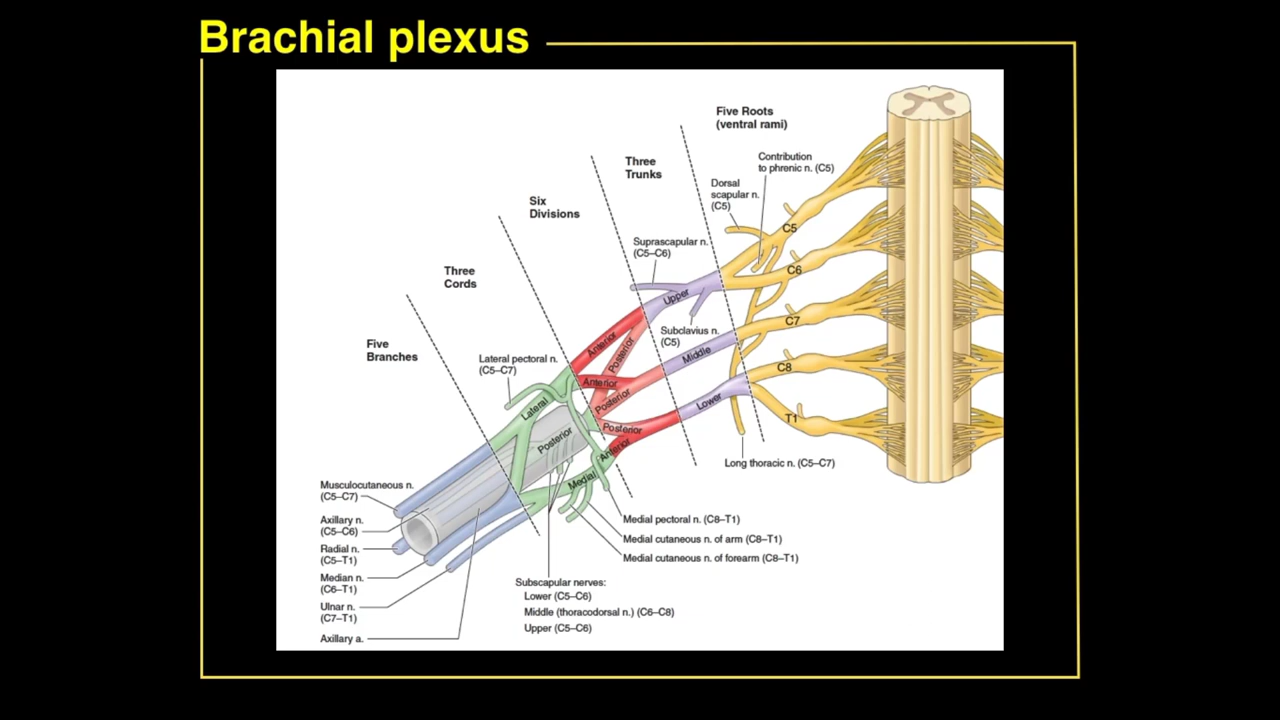 Brachial plexus
Five Roots
(ventral rami)
Contribution
to phrenic n. (C5)
Three
Trunks
Dorsal
scapular n.
(C5)
Six
Divisions
C5
Suprascapular n.
(C5–C6)
C6
Three
Cords
Upper
C7
Subclavius n.
(C5)
Five
Branches
Anterior
Posterior
Middle
Lateral pectoral n.
(C5–C7)
C8
Anterior
Posterior
Lower
Lateral
T1
Posterior
Posterior
Anterior
Long thoracic n. (C5–C7)
Medial
Musculocutaneous n.
(C5–C7)
Axillary n.
(C5–C6)
Radial n.
(C5–T1)
Median n.
(C6–T1)
Ulnar n.
(C7–T1)
Axillary a.
Medial pectoral n. (C8–T1)
Medial cutaneous n. of arm (C8–T1)
Medial cutaneous n. of forearm (C8–T1)
Subscapular nerves:
Lower (C5–C6)
Middle (thoracodorsal n.) (C6–C8)
Upper (C5–C6)